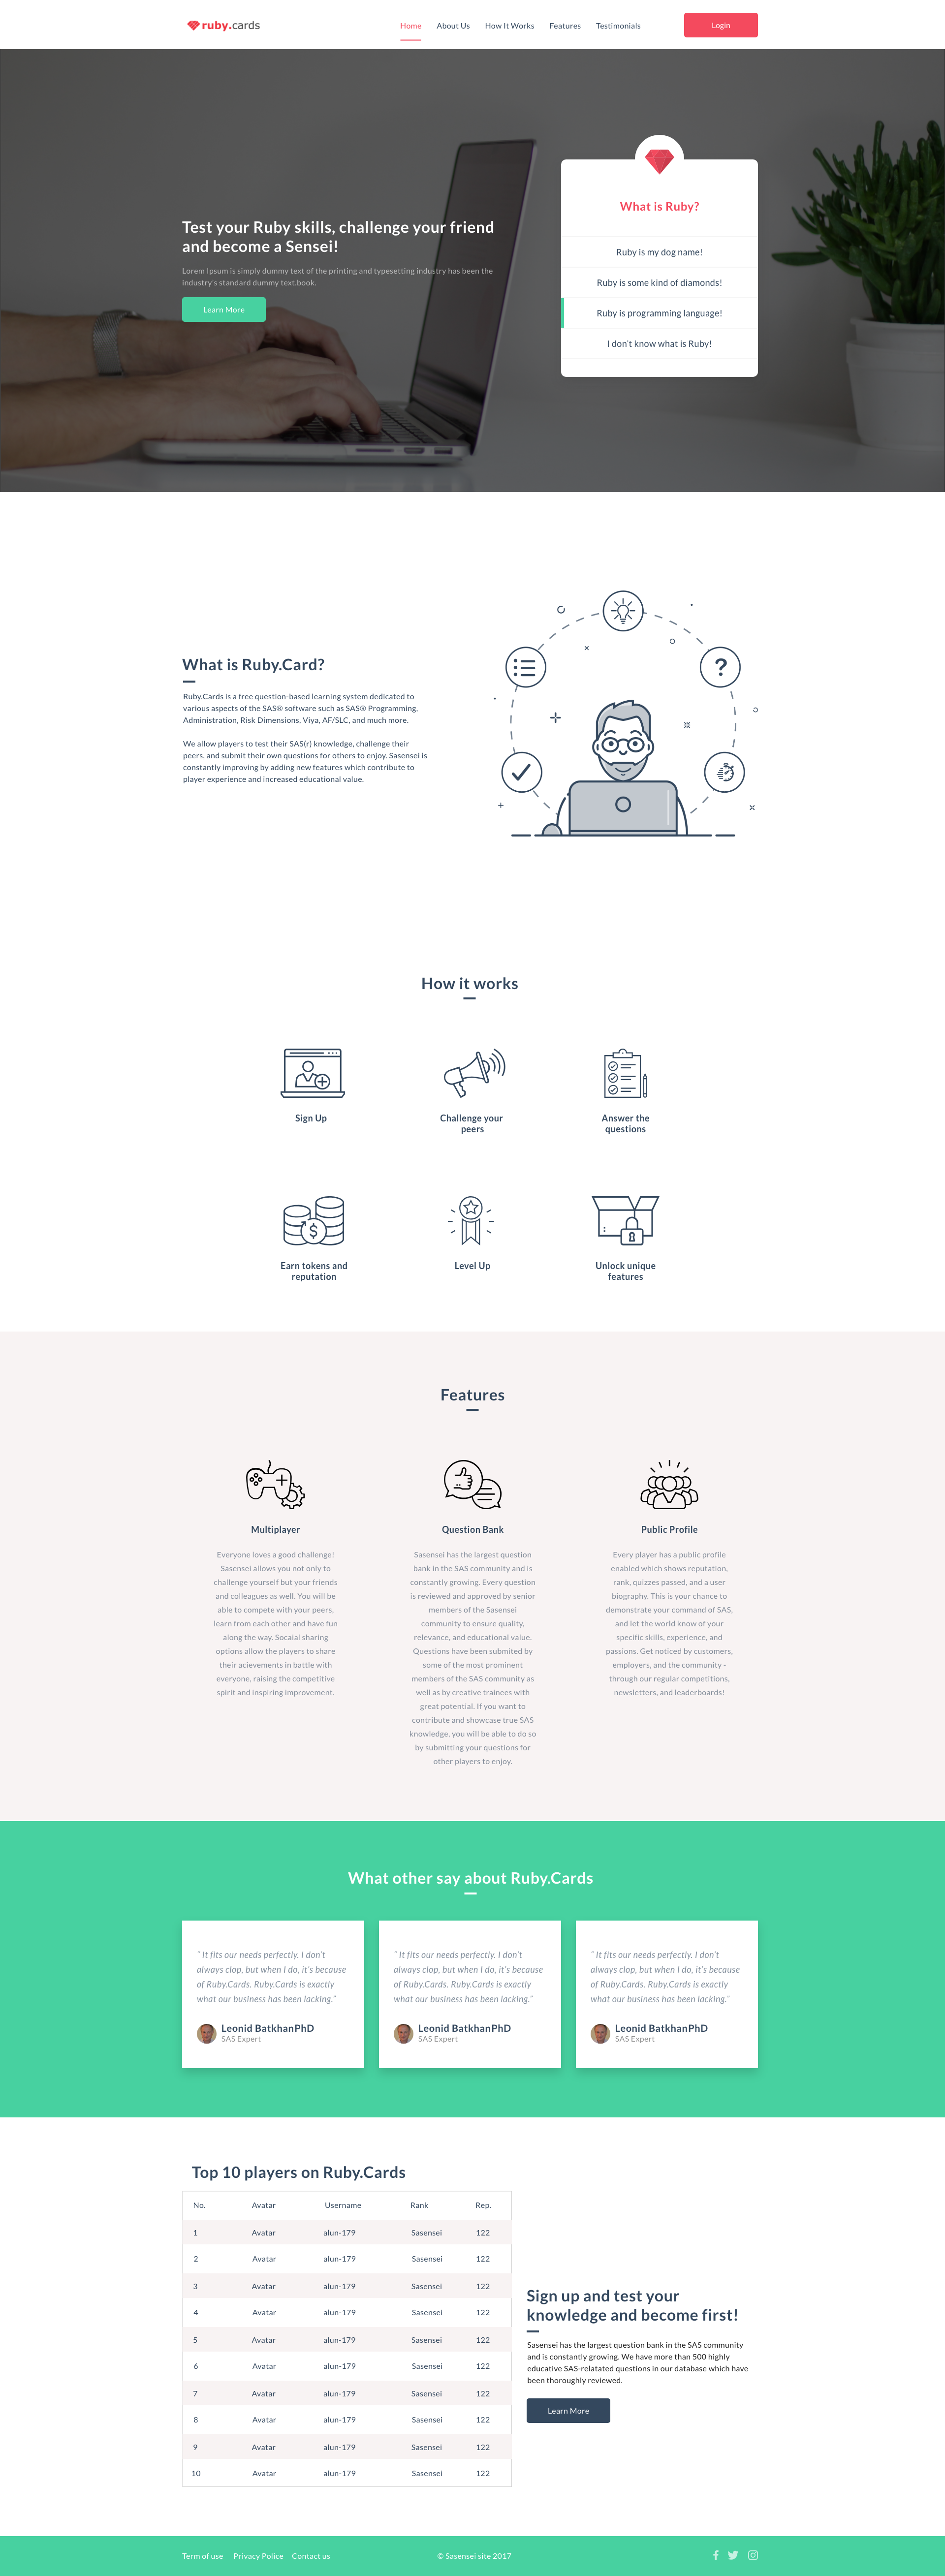 ruby.cards
Home
About Us
How It Works
Features
Testimonials
Login
Test your Ruby skills, challenge your friend
and become a Sensei!
Lorem Ipsum is simply dummy text of the printing and typesetting industry has been the
industry's standard dummy text.book.
Learn More
What is Ruby?
Ruby is my dog name!
Ruby is some kind of diamonds!
Ruby is programming language!
I don't know what is Ruby!
What is Ruby.Card?
Ruby.Cards is a free question-based learning system dedicated to
various aspects of the SAS® software such as SAS® Programming,
Administration, Risk Dimensions, Viya, AF/SLC, and much more.
We allow players to test their SAS(r) knowledge, challenge their
peers, and submit their own questions for others to enjoy. Sasensei is
constantly improving by adding new features which contribute to
player experience and increased educational value.
?
How it works
Sign Up
Challenge your
peers
Answer the
questions
$
Earn tokens and
reputation
Level Up
Unlock unique
features
Features
Multiplayer
Everyone loves a good challenge!
Sasensei allows you not only to
challenge yourself but your friends
and colleagues as well. You will be
able to compete with your peers,
learn from each other and have fun
along the way. Socaial sharing
options allow the players to share
their acievements in battle with
everyone, raising the competitive
spirit and inspiring improvement.
Question Bank
Sasensei has the largest question
bank in the SAS community and is
constantly growing. Every question
is reviewed and approved by senior
members of the Sasensei
community to ensure quality,
relevance, and educational value.
Questions have been submited by
some of the most prominent
members of the SAS community as
well as by creative trainees with
great potential. If you want to
contribute and showcase true SAS
knowledge, you will be able to do so
by submitting your questions for
other players to enjoy.
Public Profile
Every player has a public profile
enabled which shows reputation,
rank, quizzes passed, and a user
biography. This is your chance to
demonstrate your command of SAS,
and let the world know of your
specific skills, experience, and
passions. Get noticed by customers,
employers, and the community -
through our regular competitions,
newsletters, and leaderboards!
What other say about Ruby.Cards
" It fits our needs perfectly. I don't
always clop, but when I do, it's because
of Ruby.Cards. Ruby.Cards is exactly
what our business has been lacking."
Leonid BatkhanPhD
SAS Expert
" It fits our needs perfectly. I don't
always clop, but when I do, it's because
of Ruby.Cards. Ruby.Cards is exactly
what our business has been lacking."
Leonid BatkhanPhD
SAS Expert
" It fits our needs perfectly. I don't
always clop, but when I do, it's because
of Ruby.Cards. Ruby.Cards is exactly
what our business has been lacking."
Leonid BatkhanPhD
SAS Expert
Top 10 players on Ruby.Cards
No. Avatar Username Rank Rep.
1 Avatar alun-179 Sasensei 122
2 Avatar alun-179 Sasensei 122
3 Avatar alun-179 Sasensei 122
4 Avatar alun-179 Sasensei 122
5 Avatar alun-179 Sasensei 122
6 Avatar alun-179 Sasensei 122
7 Avatar alun-179 Sasensei 122
8 Avatar alun-179 Sasensei 122
9 Avatar alun-179 Sasensei 122
10 Avatar alun-179 Sasensei 122
Sign up and test your
knowledge and become first!
Sasensei has the largest question bank in the SAS community
and is constantly growing. We have more than 500 highly
educative SAS-relatated questions in our database which have
been thoroughly reviewed.
Learn More
Term of use
Privacy Police
Contact us
© Sasensei site 2017